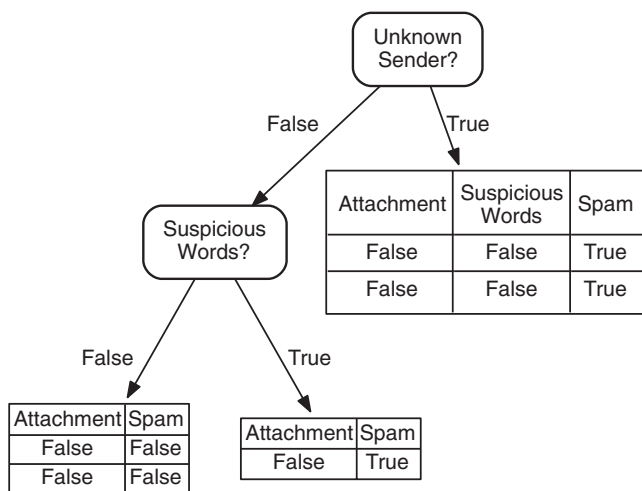 Unknown
Sender?
False
True
Attachment Suspicious Words Spam
False False True
False False True
Suspicious
Words?
False
True
Attachment Spam
False False
False False
Attachment Spam
False True